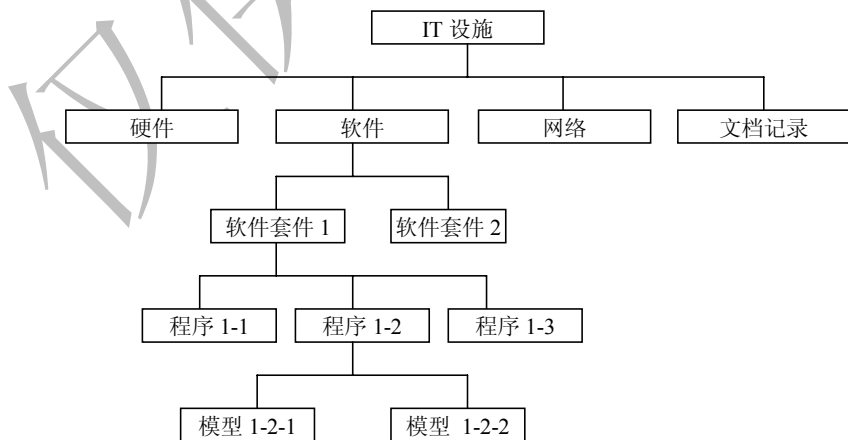 IT 设施
硬件
软件
网络
文档记录
软件套件 1
软件套件 2
程序 1-1
程序 1-2
程序 1-3
模型 1-2-1
模型 1-2-2